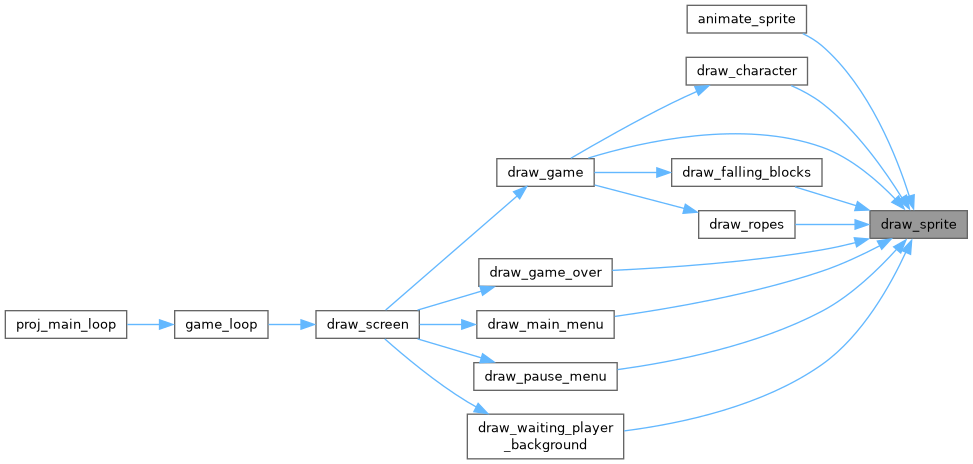 animate_sprite
draw_character
draw_game
draw_falling_blocks
draw_ropes
draw_sprite
draw_game_over
proj_main_loop
game_loop
draw_screen
draw_main_menu
draw_pause_menu
draw_waiting_player
_background